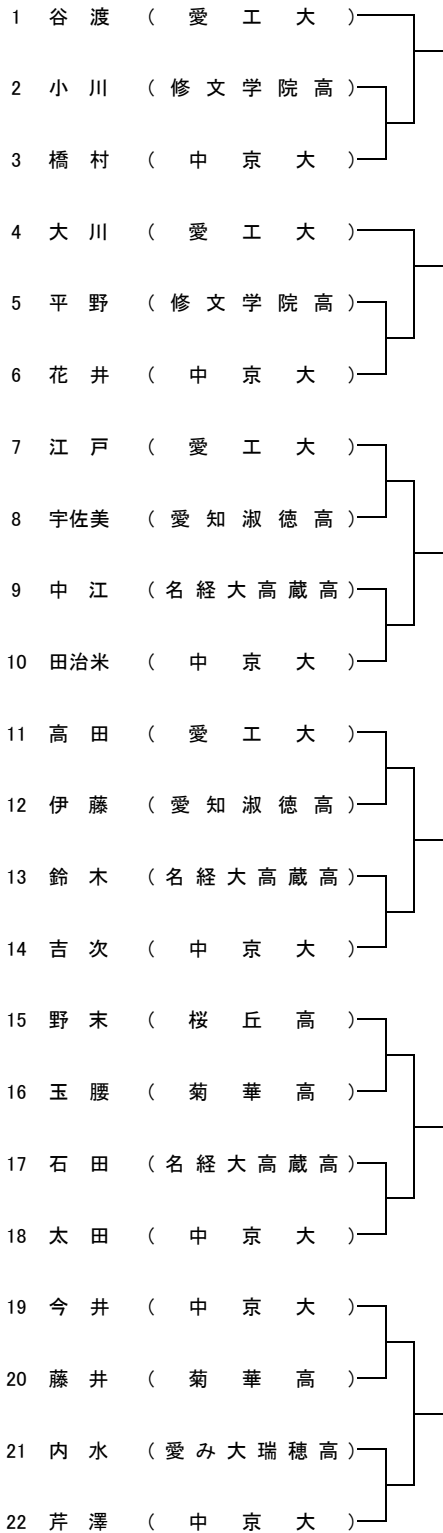 1 谷 渡 ( 愛 工 大 )
2 小 川 ( 修 文 学 院 高 )
3 橋 村 ( 中 京 大 )
4 大 川 ( 愛 工 大 )
5 平 野 ( 修 文 学 院 高 )
6 花 井 ( 中 京 大 )
7 江 戸 ( 愛 工 大 )
8 宇佐美 ( 愛 知 淑 徳 高 )
9 中 江 ( 名 経 大 高 蔵 高 )
10 田治米 ( 中 京 大 )
11 高 田 ( 愛 工 大 )
12 伊 藤 ( 愛 知 淑 徳 高 )
13 鈴 木 ( 名 経 大 高 蔵 高 )
14 吉 次 ( 中 京 大 )
15 野 末 ( 桜 丘 高 )
16 玉 腰 ( 菊 華 高 )
17 石 田 ( 名 経 大 高 蔵 高 )
18 太 田 ( 中 京 大 )
19 今 井 ( 中 京 大 )
20 藤 井 ( 菊 華 高 )
21 内 水 ( 愛 み 大 瑞 穂 高 )
22 芹 澤 ( 中 京 大 )